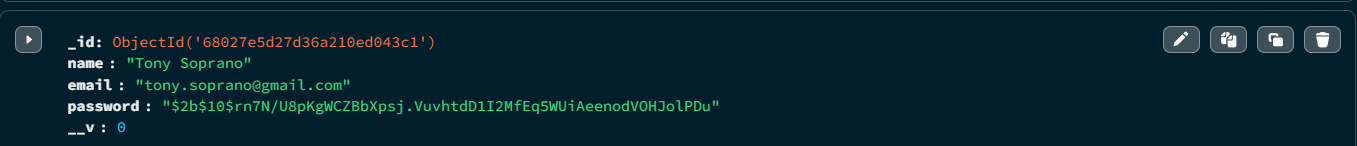 _id: ObjectId('68027e5d27d36a210ed043c1')
name : "Tony Soprano"
email : "tony.soprano@gmail.com"
password : "$2b$10$rn7N/U8pKgWCZBbXpsj.VuvhtdD1I2MfEq5WUiAeenodVOHJolPDu"
__v : 0